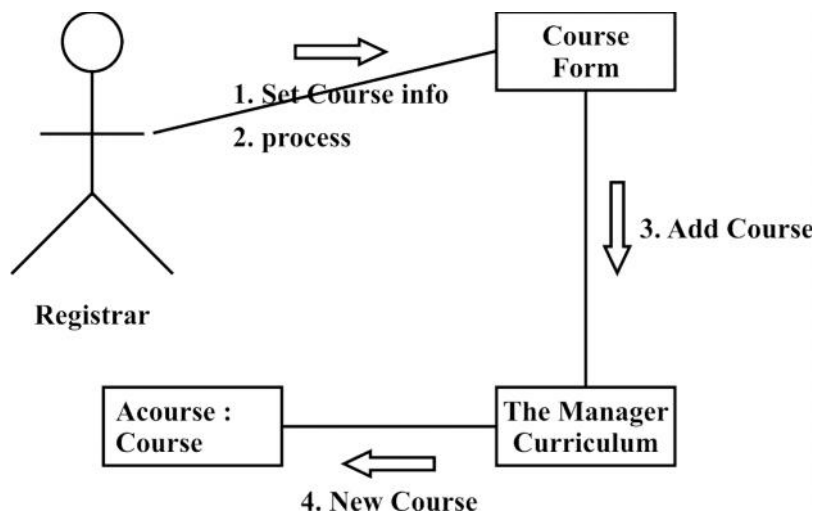 Course
Form
1. Set Course info
2. process
3. Add Course
Registrar
Acourse :
Course
The Manager
Curriculum
4. New Course